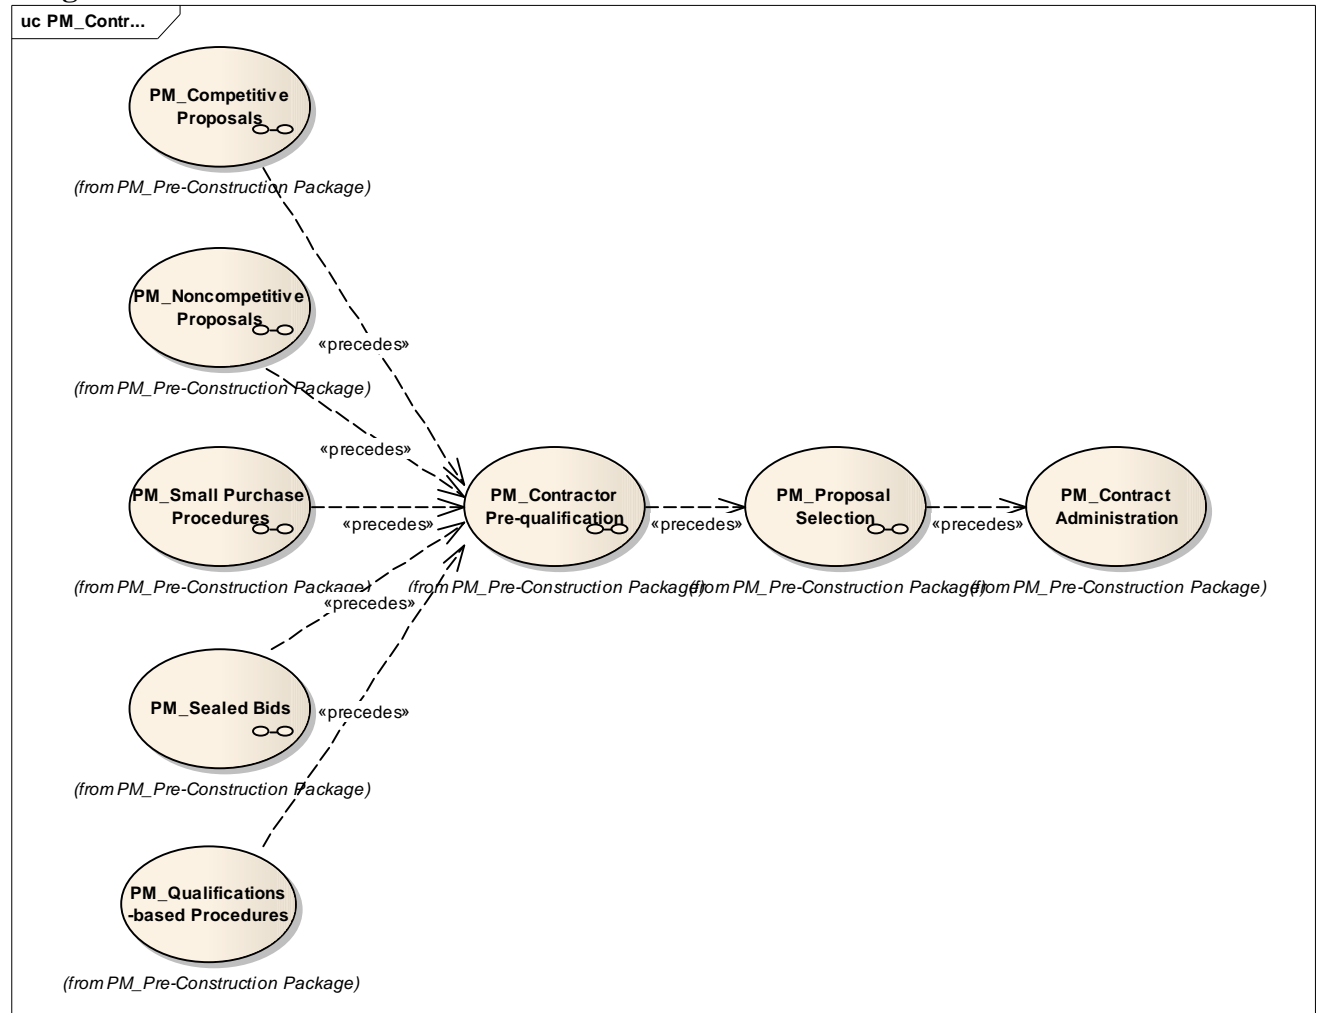 uc PM_Contr...
PM_Competitive
Proposals
(from PM_Pre-Construction Package)
PM_Noncompetitive
Proposals
«precedes»
(from PM_Pre-Construction Package)
«precedes»
PM_Small Purchase
Procedures
«precedes»
(from PM_Pre-Construction Package)
PM_Contractor
Pre-qualification
«precedes»
(from PM_Pre-Construction Package)
PM_Proposal
Selection
«precedes»
(from PM_Pre-Construction Package)
PM_Contract
Administration
(from PM_Pre-Construction Package)
«precedes»
PM_Sealed Bids
«precedes»
(from PM_Pre-Construction Package)
PM_Qualifications
-based Procedures
(from PM_Pre-Construction Package)